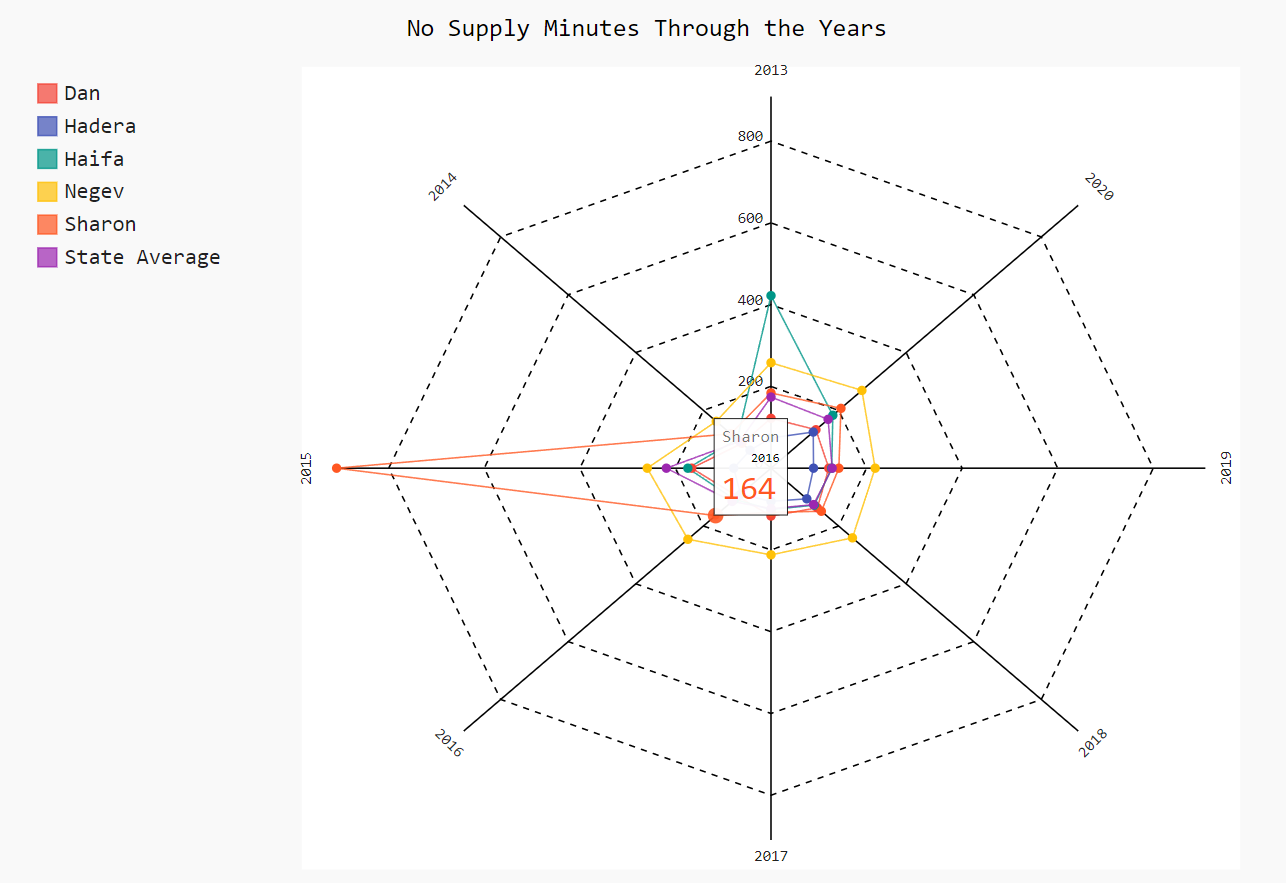 No Supply Minutes Through the Years
Dan
Hadera
Haifa
Negev
Sharon
State Average
2013
2014
2020
800
600
400
200
Sharon
2016
164
2015
2019
2016
2018
2017